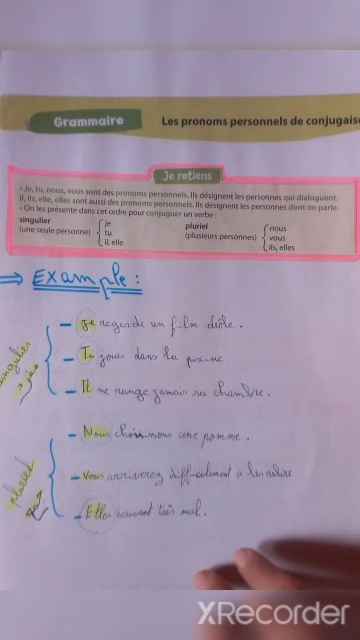 Grammaire
Les pronoms personnels de conjugais
Je retiens
• Je, tu, nous, vous sont des pronoms personnels. Ils désignent les personnes qui dialoguent.
Il, ils, elle, elles sont aussi des pronoms personnels. Ils désignent les personnes dont on parle.
• On les présente dans cet ordre pour conjuguer un verbe :
singulier
(une seule personne)
je
tu
il, elle
pluriel
(plusieurs personnes)
nous
vous
ils, elles
⇒ Example :
singulier
- Je regarde un film drôle.
- Tu joues dans la piscine.
- Il ne range jamais sa chambre.
pluriel
- Nous choisissons une pomme.
- Vous arriverez difficilement à
- Elles écrivent très mal.
XRecorder